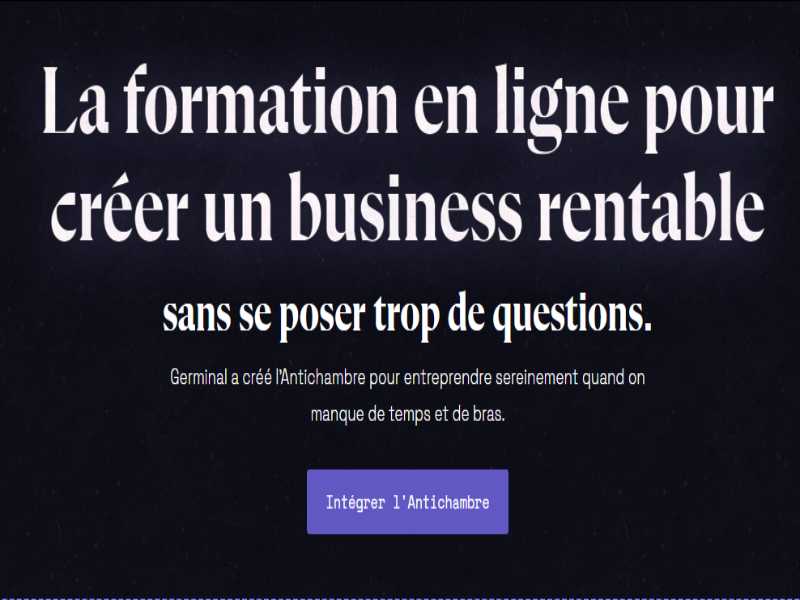 La formation en ligne pour
créer un business rentable
sans se poser trop de questions.
Germinal a créé l'Antichambre pour entreprendre sereinement quand on
manque de temps et de bras.
Intégrer l'Antichambre